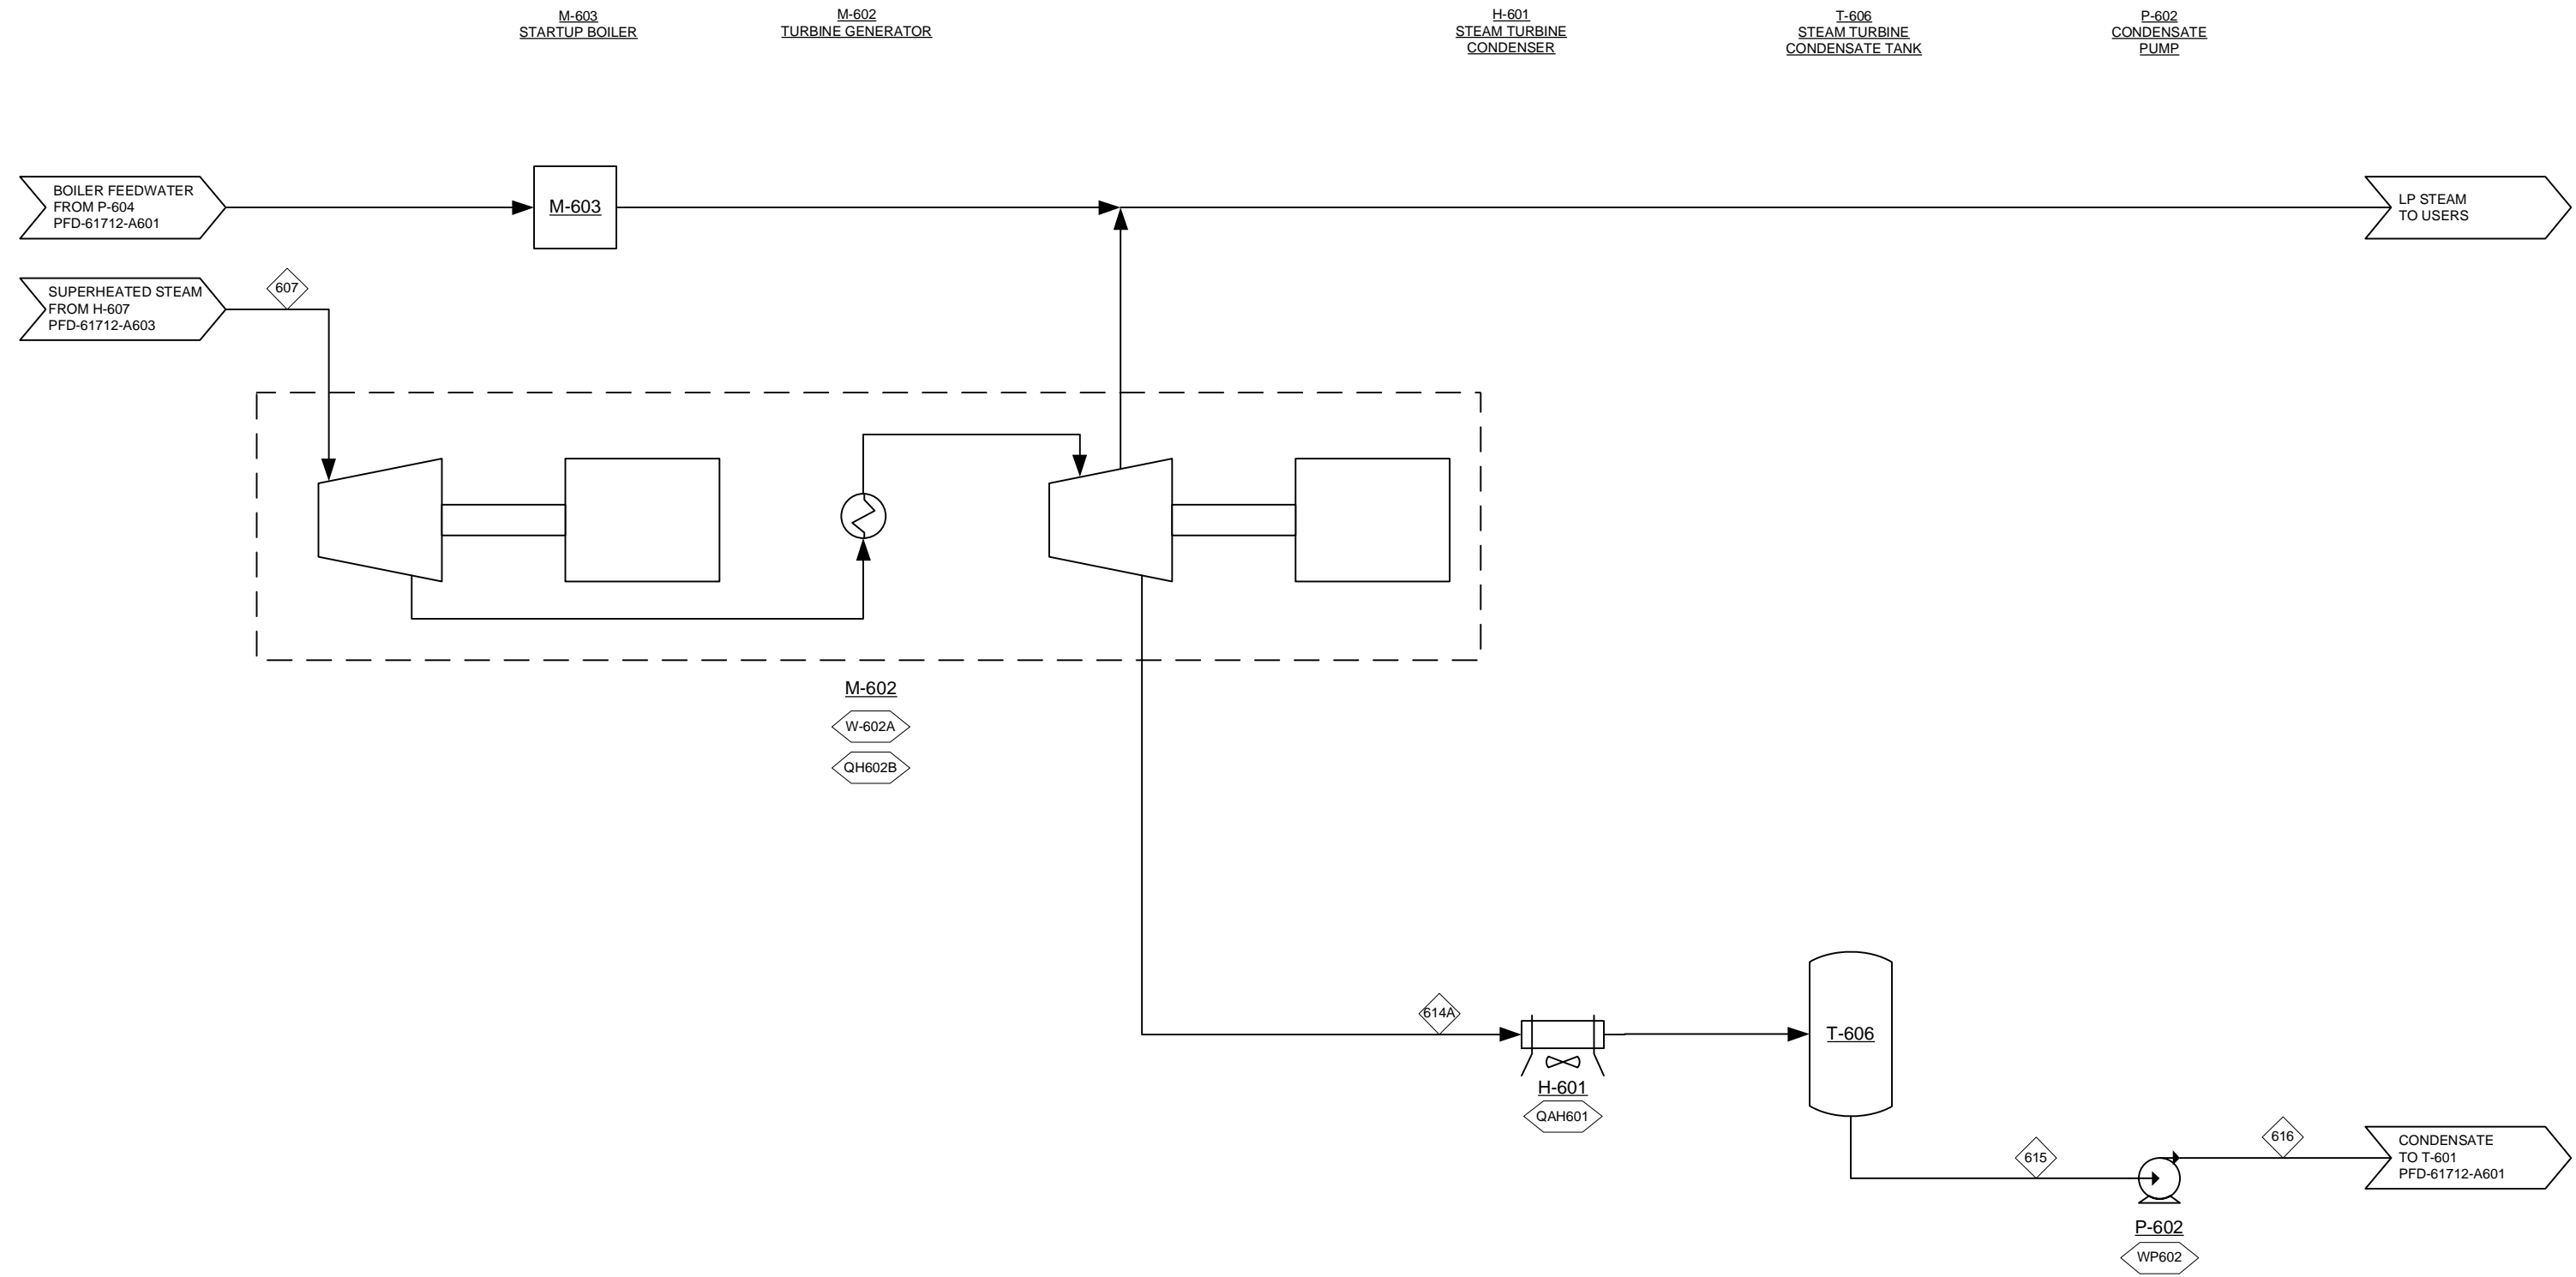 M-603
STARTUP BOILER
M-602
TURBINE GENERATOR
H-601
STEAM TURBINE
CONDENSER
T-606
STEAM TURBINE
CONDENSATE TANK
P-602
CONDENSATE
PUMP
BOILER FEEDWATER
FROM P-604
PFD-61712-A601
M-603
LP STEAM
TO USERS
SUPERHEATED STEAM
FROM H-607
PFD-61712-A603
607
M-602
W-602A
QH602B
614A
H-601
QAH601
T-606
615
P-602
WP602
616
CONDENSATE
TO T-601
PFD-61712-A601